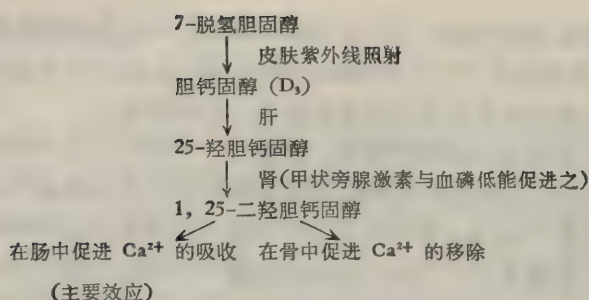 7-脱氢胆固醇
皮肤紫外线照射
胆钙固醇 (D₃)
肝
25-羟胆钙固醇
肾(甲状旁腺激素与血磷低能促进之)
1, 25-二羟胆钙固醇
在肠中促进 Ca²⁺ 的吸收 在骨中促进 Ca²⁺ 的移除
(主要效应)